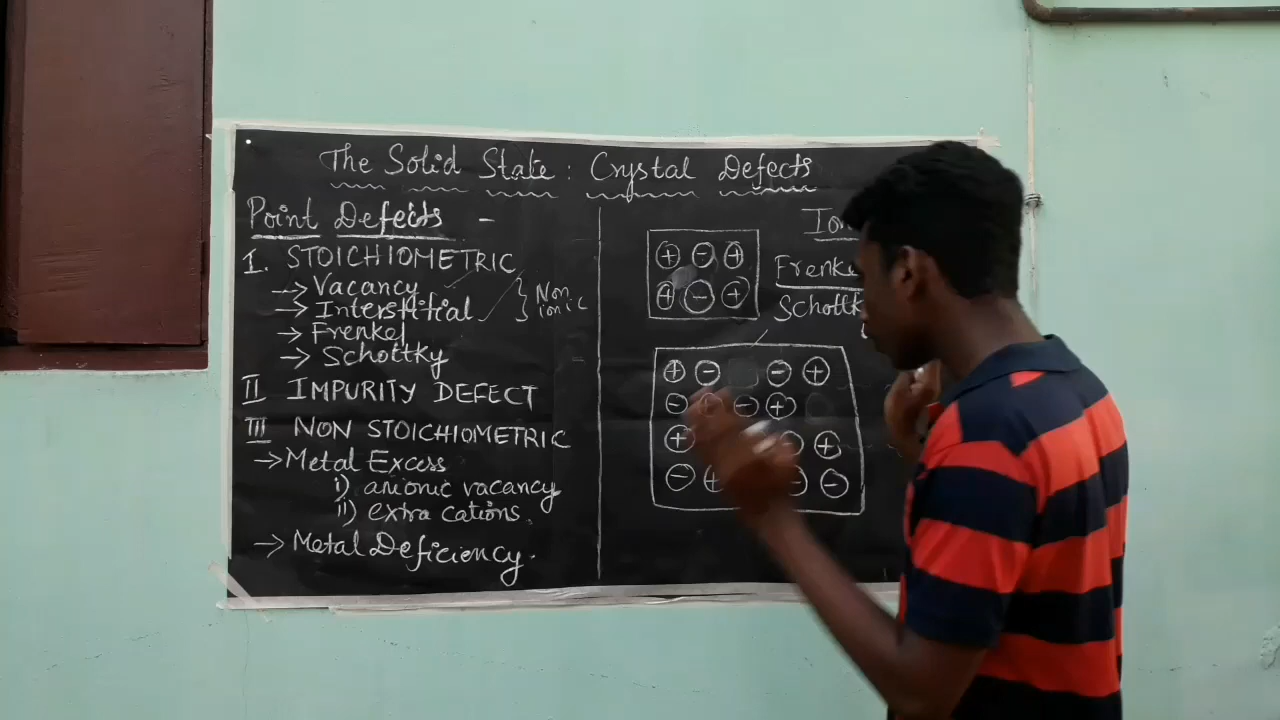 The Solid State : Crystal Defects
Point Defects -
I. STOICHIOMETRIC
→ Vacancy
→ Interstitial
} Non ionic
→ Frenkel
→ Schottky
II IMPURITY DEFECT
III NON STOICHIOMETRIC
→ Metal Excess
i) anionic vacancy
ii) extra cations.
→ Metal Deficiency.
+ - +
+ - +
+ - - +
- - +
+ +
- + -